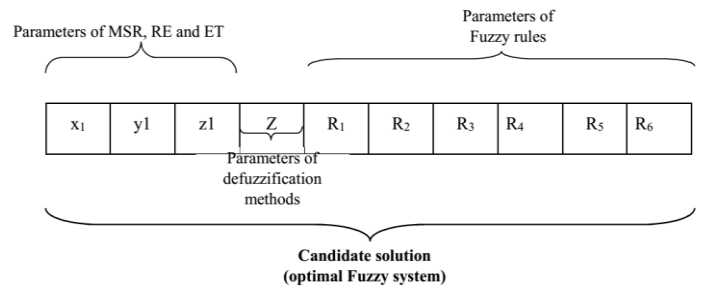 Parameters of
Fuzzy rules
Parameters of MSR, RE and ET
x₁ y1 z1 Z R₁ R₂ R₃ R₄ R₅ R₆
Parameters of
defuzzification
methods
Candidate solution
(optimal Fuzzy system)